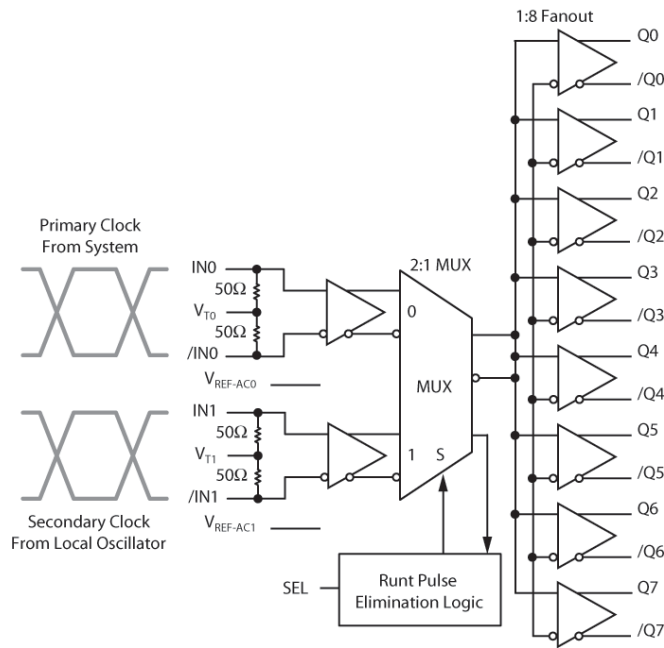 1:8 Fanout
Q0
/Q0
Q1
/Q1
Q2
/Q2
Q3
/Q3
Q4
/Q4
Q5
/Q5
Q6
/Q6
Q7
/Q7
Primary Clock
From System
IN0
50Ω
VT0
50Ω
/IN0
VREF-AC0
2:1 MUX
0
MUX
1 S
IN1
50Ω
VT1
50Ω
/IN1
VREF-AC1
Secondary Clock
From Local Oscillator
SEL
Runt Pulse
Elimination Logic